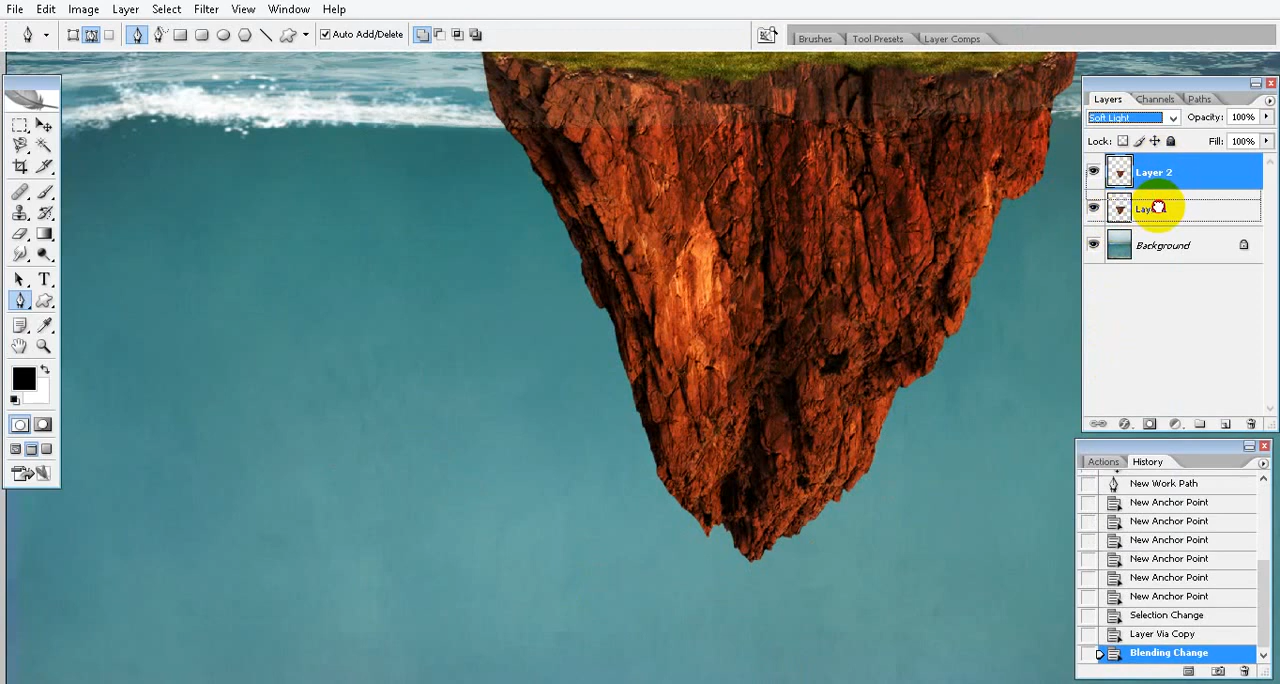 File Edit Image Layer Select Filter View Window Help
Auto Add/Delete
Brushes Tool Presets Layer Comps
Layers Channels Paths
Soft Light Opacity: 100%
Lock: Fill: 100%
Layer 2
Background
Actions History
New Work Path
New Anchor Point
New Anchor Point
New Anchor Point
New Anchor Point
New Anchor Point
New Anchor Point
Selection Change
Layer Via Copy
Blending Change